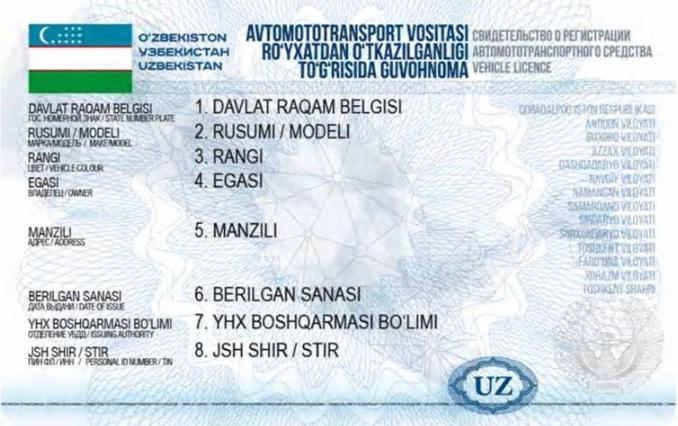 O'ZBEKISTON
УЗБЕКИСТАН
UZBEKISTAN
AVTOMOTOTRANSPORT VOSITASI
RO'YXATDAN O'TKAZILGANLIGI
TO'G'RISIDA GUVOHNOMA
СВИДЕТЕЛЬСТВО О РЕГИСТРАЦИИ
АВТОМОТОТРАНСПОРТНОГО СРЕДСТВА
VEHICLE LICENCE
DAVLAT RAQAM BELGISI
ГОС. НОМЕРНОЙ ЗНАК / STATE NUMBER PLATE
1. DAVLAT RAQAM BELGISI
RUSUMI / MODELI
МАРКА/МОДЕЛЬ / MAKE/MODEL
2. RUSUMI / MODELI
RANGI
ЦВЕТ / VEHICLE COLOUR
3. RANGI
EGASI
ВЛАДЕЛЕЦ / OWNER
4. EGASI
MANZILI
АДРЕС / ADDRESS
5. MANZILI
BERILGAN SANASI
ДАТА ВЫДАЧИ / DATE OF ISSUE
6. BERILGAN SANASI
YHX BOSHQARMASI BO'LIMI
ОТДЕЛЕНИЕ УБДД / ISSUING AUTHORITY
7. YHX BOSHQARMASI BO'LIMI
JSH SHIR / STIR
ПИНФЛ / ИНН / PERSONAL ID NUMBER / TIN
8. JSH SHIR / STIR
QORAQALPOG'ISTON RESPUBLIKASI
ANDIJON VILOYATI
BUXORO VILOYATI
JIZZAX VILOYATI
QASHQADARYO VILOYATI
NAVOIY VILOYATI
NAMANGAN VILOYATI
SAMARQAND VILOYATI
SIRDARYO VILOYATI
SURXONDARYO VILOYATI
TOSHKENT VILOYATI
FARG'ONA VILOYATI
XORAZM VILOYATI
TOSHKENT SHAHRI
UZ